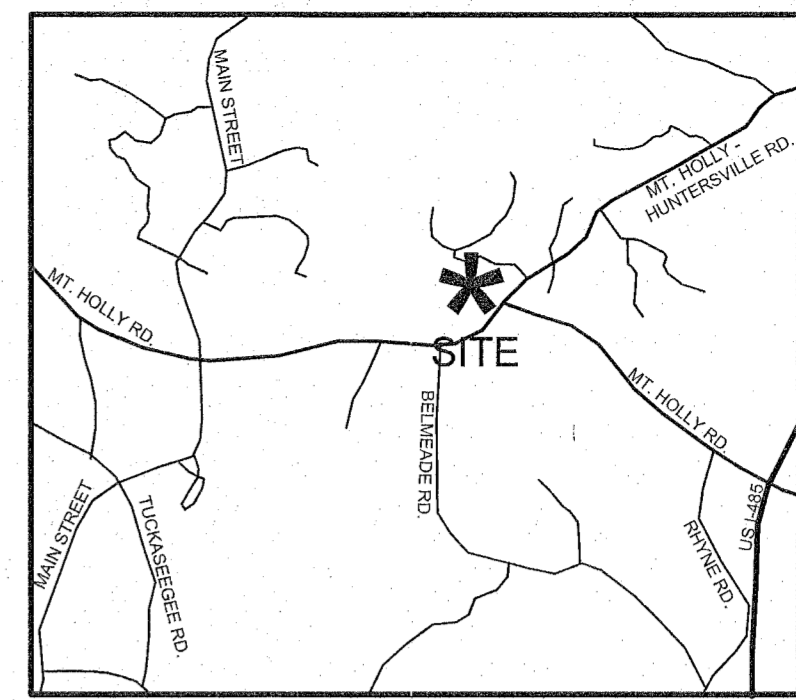 MAIN STREET
MT. HOLLY -
HUNTERSVILLE RD.
MT. HOLLY RD.
SITE
MT. HOLLY RD.
BELMEADE RD.
MAIN STREET
TUCKASEEGEE RD.
RHYNE RD.
US I-485